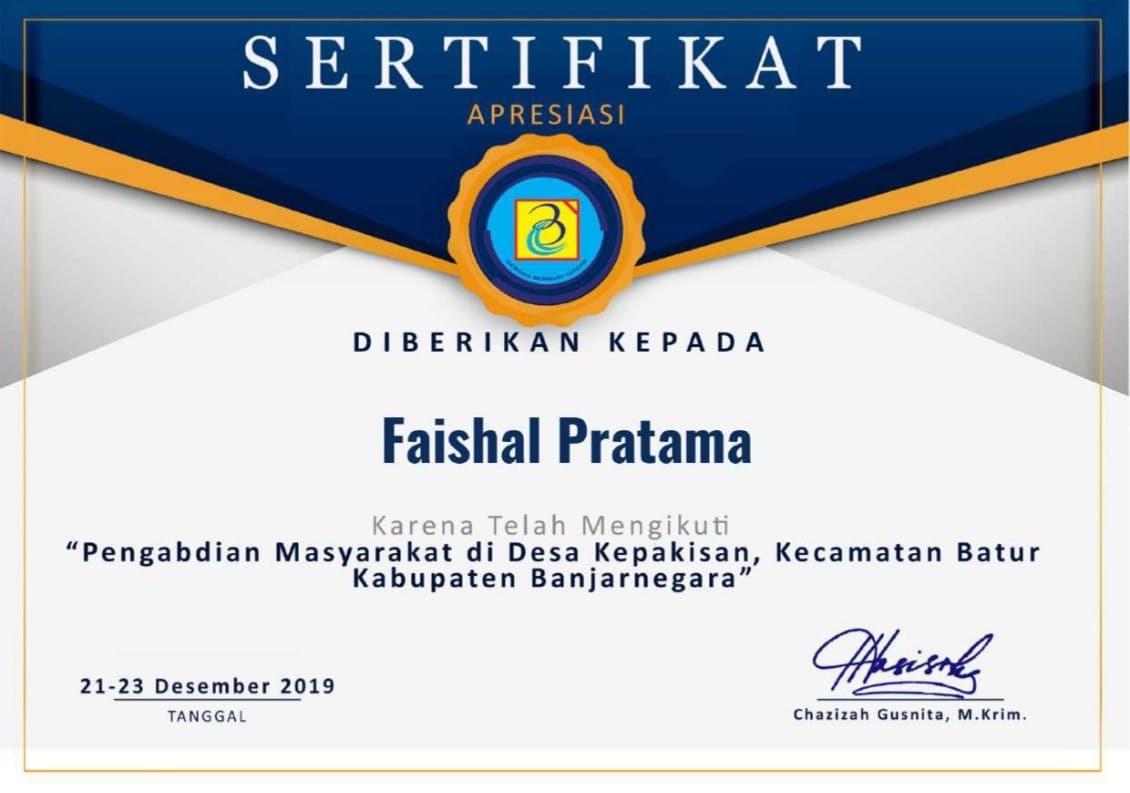 SERTIFIKAT
APRESIASI
DIBERIKAN KEPADA
Faishal Pratama
Karena Telah Mengikuti
“Pengabdian Masyarakat di Desa Kepakisan, Kecamatan Batur
Kabupaten Banjarnegara”
21-23 Desember 2019
TANGGAL
Chazizah Gusnita, M.Krim.